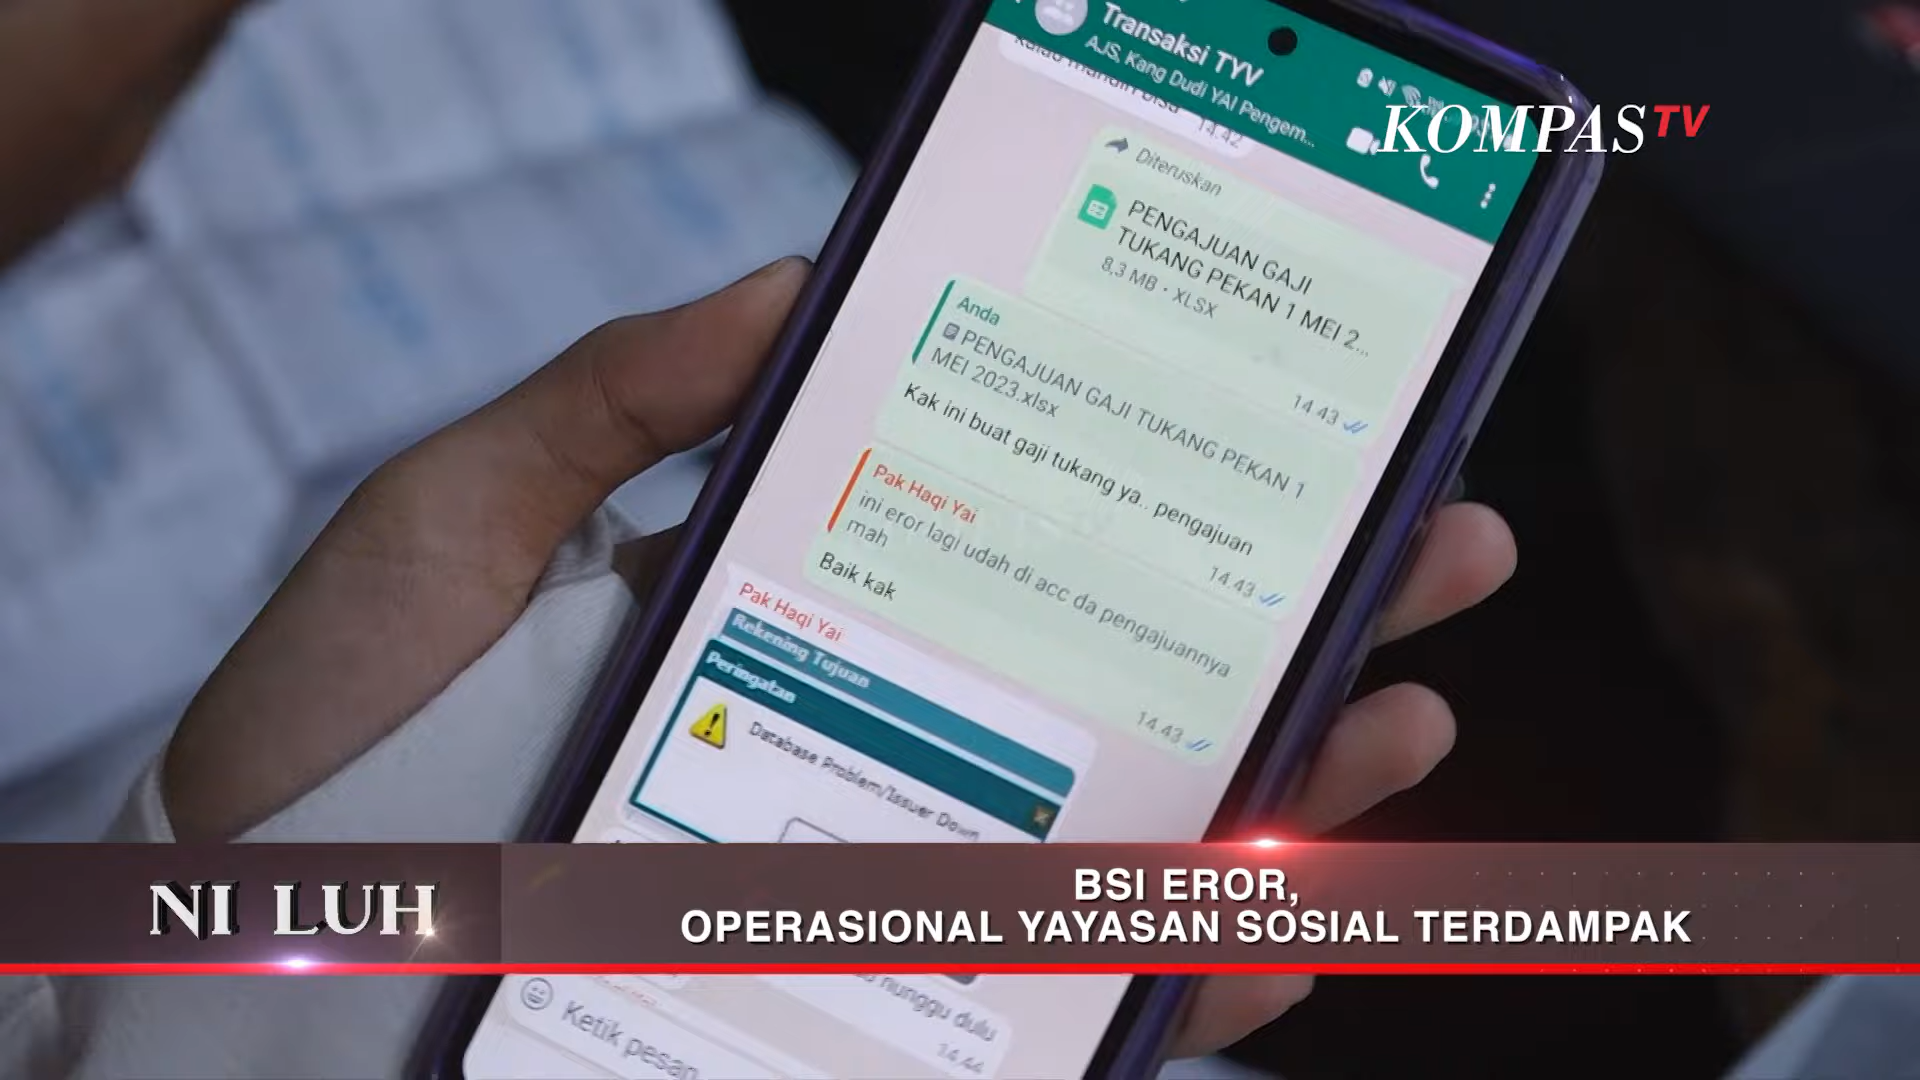 Transaksi TYV
AJS, Kang Dudi YAI Pengem...
14.42
KOMPAS TV
Diteruskan
PENGAJUAN GAJI
TUKANG PEKAN 1 MEI 2...
8,3 MB • XLSX
14.43
Anda
PENGAJUAN GAJI TUKANG PEKAN 1
MEI 2023.xlsx
Kak ini buat gaji tukang ya.. pengajuan
14.43
Pak Haqi Yai
ini eror lagi udah di acc da pengajuannya
mah
Baik kak
14.43
Pak Haqi Yai
Rekening Tujuan
Peringatan
Database Problem/Issuer Down
NI LUH
BSI EROR,
OPERASIONAL YAYASAN SOSIAL TERDAMPAK
nunggu dulu
14.44
Ketik pesan